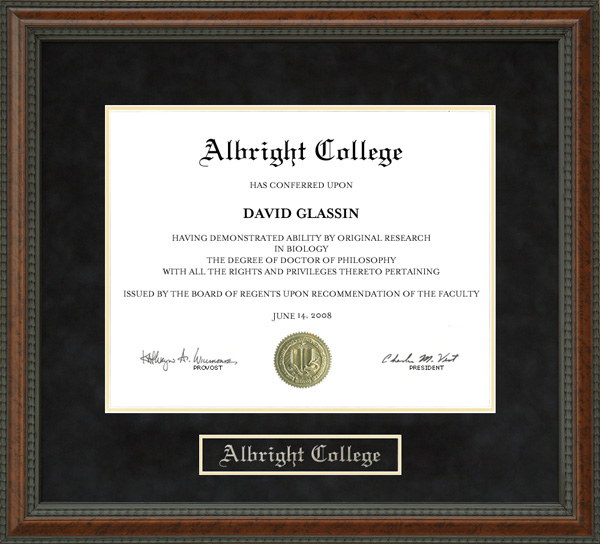 Albright College
HAS CONFERRED UPON
DAVID GLASSIN
HAVING DEMONSTRATED ABILITY BY ORIGINAL RESEARCH
IN BIOLOGY
THE DEGREE OF DOCTOR OF PHILOSOPHY
WITH ALL THE RIGHTS AND PRIVILEGES THERETO PERTAINING
ISSUED BY THE BOARD OF REGENTS UPON RECOMMENDATION OF THE FACULTY
JUNE 14, 2008
Charles M. Vest
PROVOST PRESIDENT
Albright College